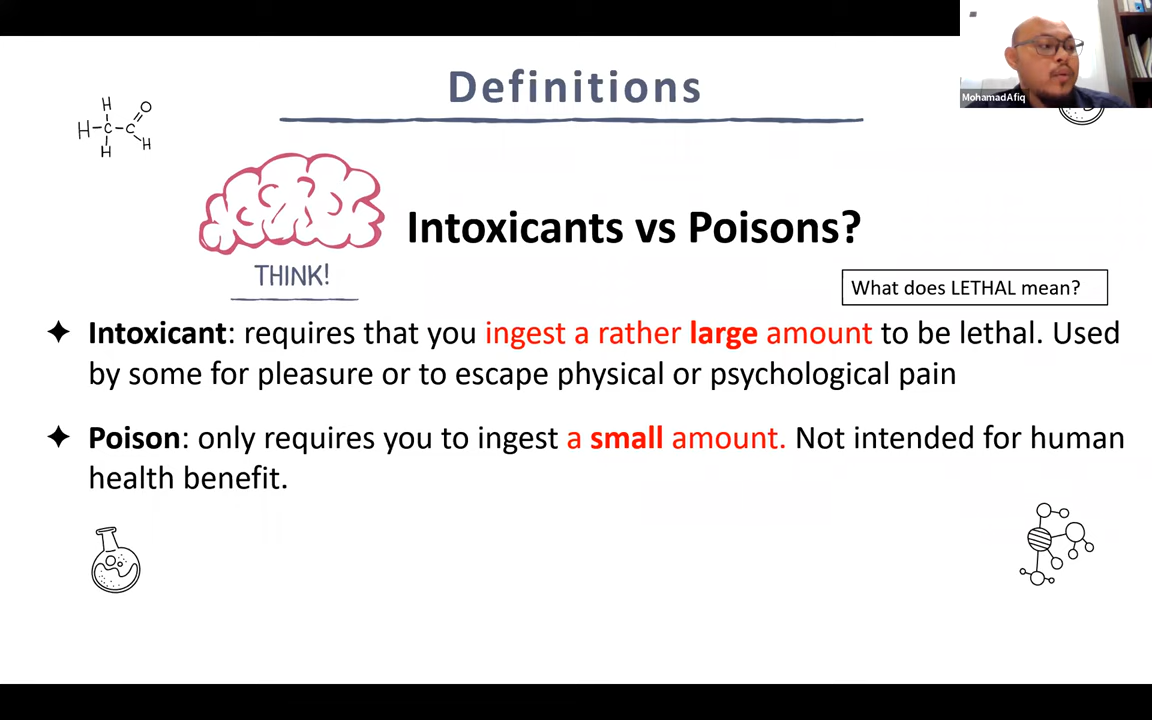 Definitions
MohamadAfiq
H
O
H
C
C
H
H
Intoxicants vs Poisons?
THINK!
What does LETHAL mean?
✦ Intoxicant: requires that you ingest a rather large amount to be lethal. Used
by some for pleasure or to escape physical or psychological pain
✦ Poison: only requires you to ingest a small amount. Not intended for human
health benefit.